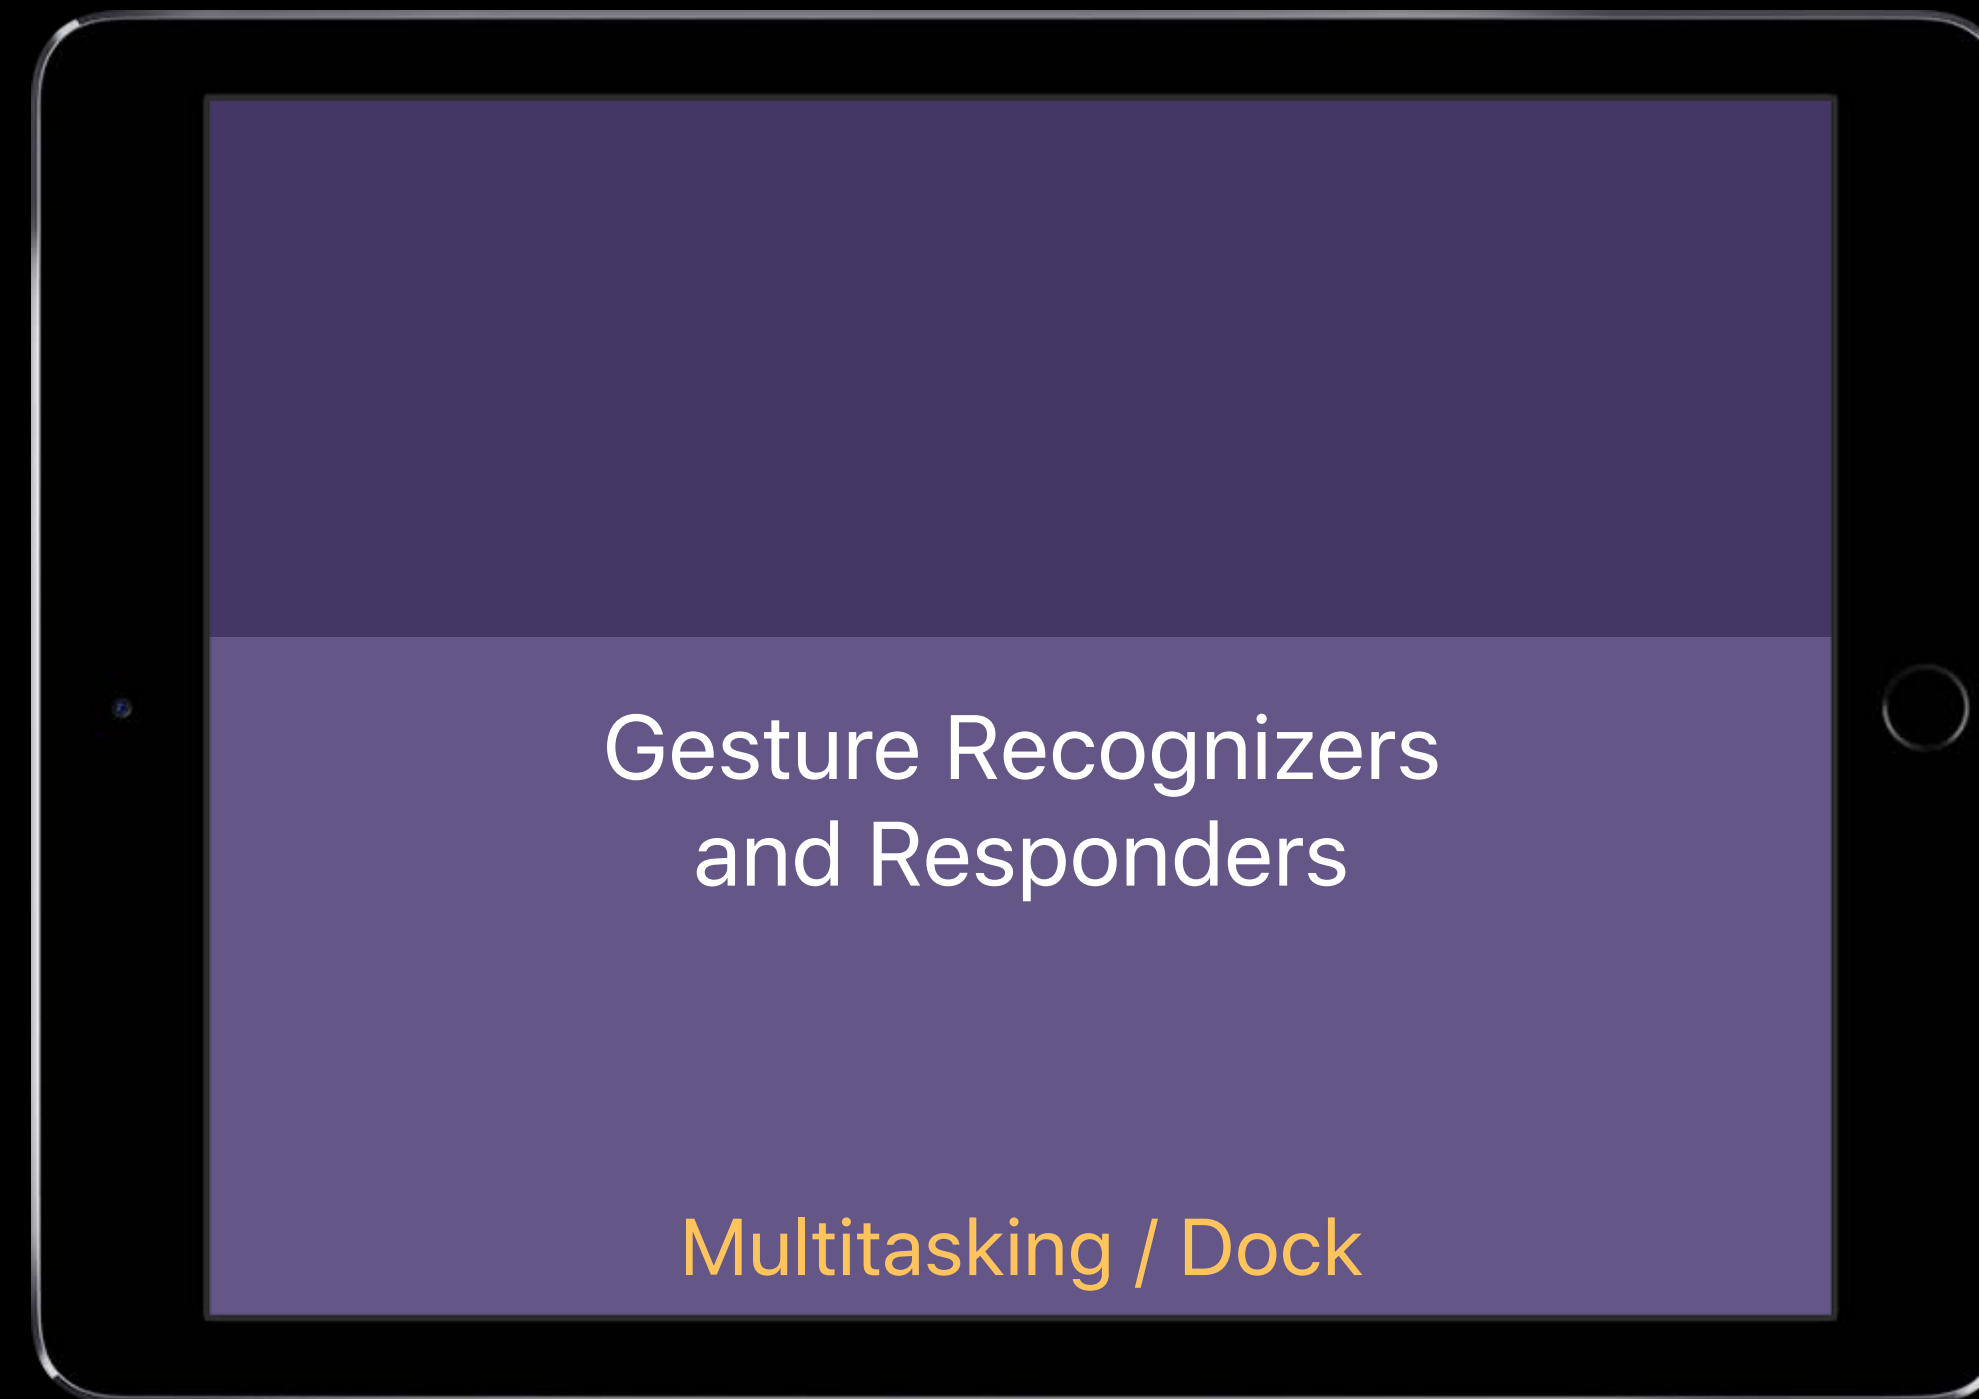 Gesture Recognizers
and Responders
Multitasking / Dock